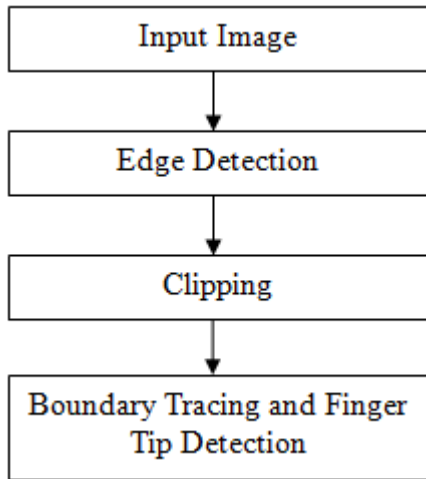 Input Image
Edge Detection
Clipping
Boundary Tracing and Finger
Tip Detection